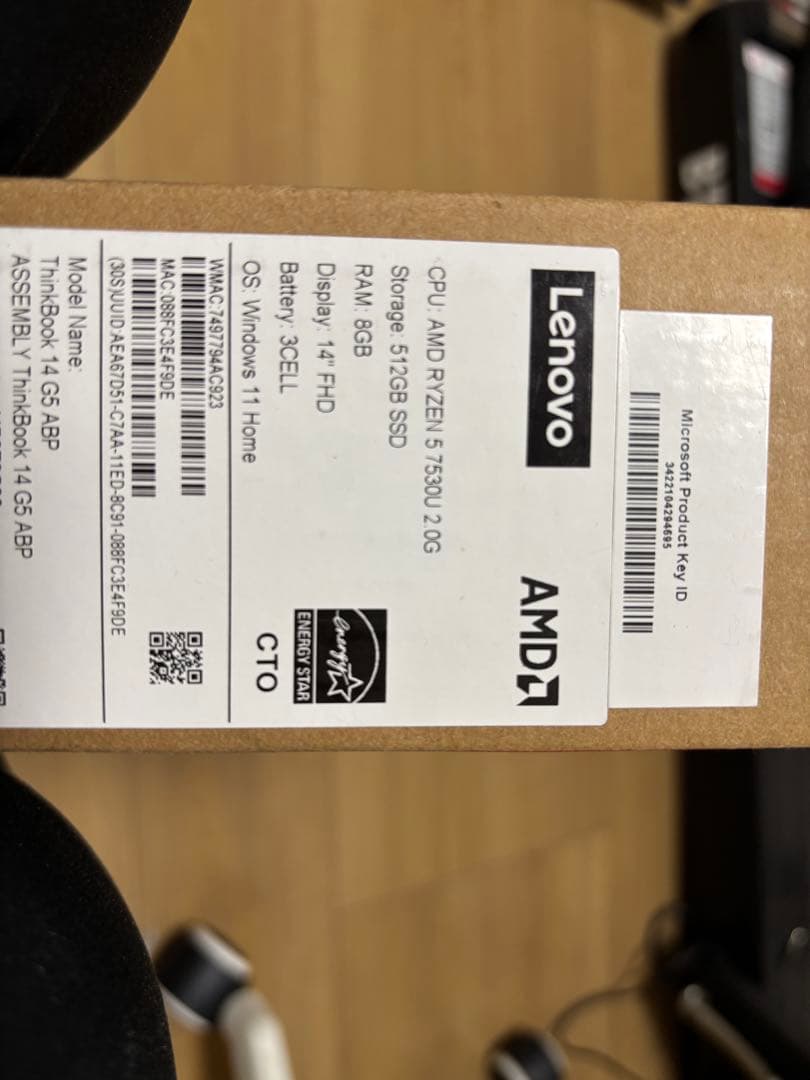 Microsoft Product Key ID
3422104294695
Lenovo
AMD
CPU: AMD RYZEN 5 7530U 2.0G
Storage: 512GB SSD
RAM: 8GB
Display: 14" FHD
Battery: 3CELL
OS: Windows 11 Home
energy
ENERGY STAR
CTO
WMAC:7497794AC923
MAC:088FC3E4F9DE
(30S)UUID:AEA67D51-C7AA-11ED-8C91-088FC3E4F9DE
Model Name:
ThinkBook 14 G5 ABP
ASSEMBLY ThinkBook 14 G5 ABP